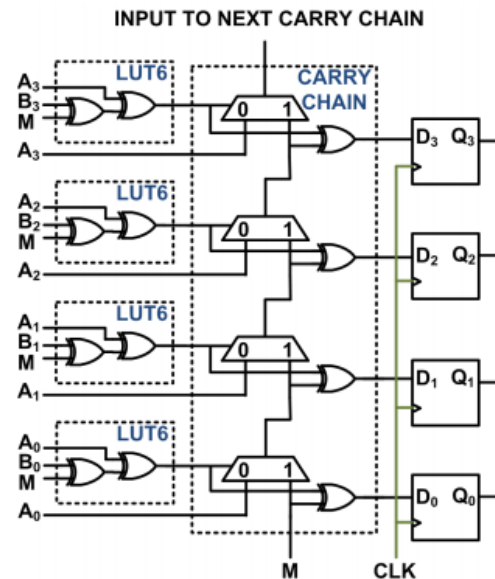 INPUT TO NEXT CARRY CHAIN
LUT6
CARRY
CHAIN
A₃
B₃
M
A₃
0 1
D₃ Q₃
LUT6
A₂
B₂
M
A₂
0 1
D₂ Q₂
LUT6
A₁
B₁
M
A₁
0 1
D₁ Q₁
LUT6
A₀
B₀
M
A₀
0 1
D₀ Q₀
M
CLK